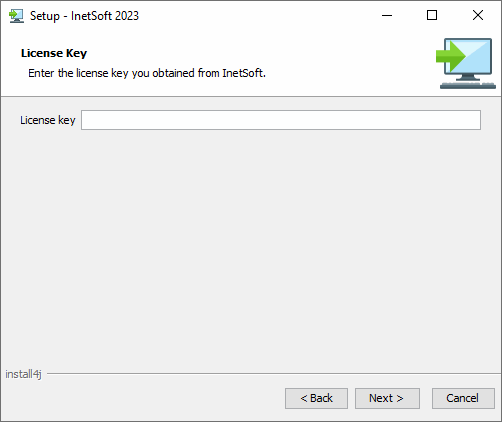 Setup - InetSoft 2023
License Key
Enter the license key you obtained from InetSoft.
License key
install4j
< Back
Next >
Cancel